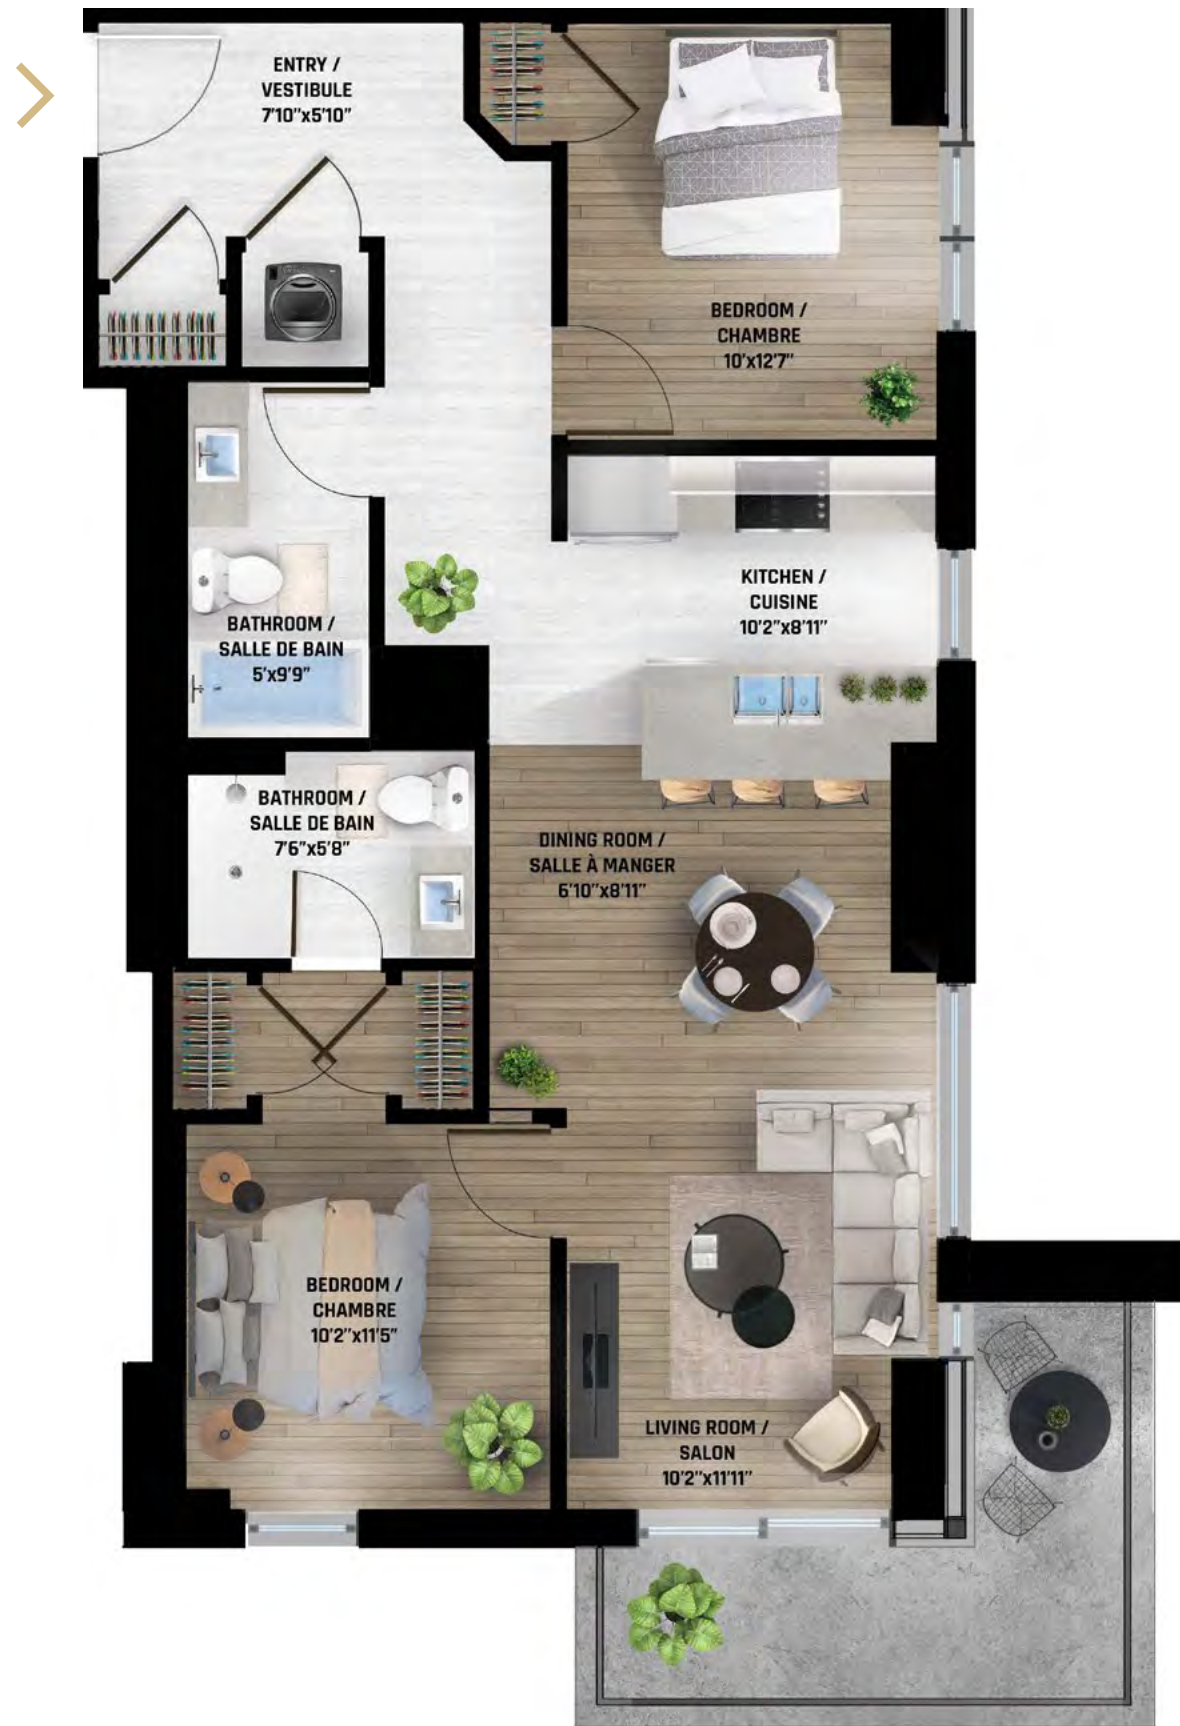 ENTRY /
VESTIBULE
7'10"x5'10"
BEDROOM /
CHAMBRE
10'x12'7"
KITCHEN /
CUISINE
10'2"x8'11"
BATHROOM /
SALLE DE BAIN
5'x9'9"
BATHROOM /
SALLE DE BAIN
7'6"x5'8"
DINING ROOM /
SALLE À MANGER
6'10"x8'11"
BEDROOM /
CHAMBRE
10'2"x11'5"
LIVING ROOM /
SALON
10'2"x11'11"